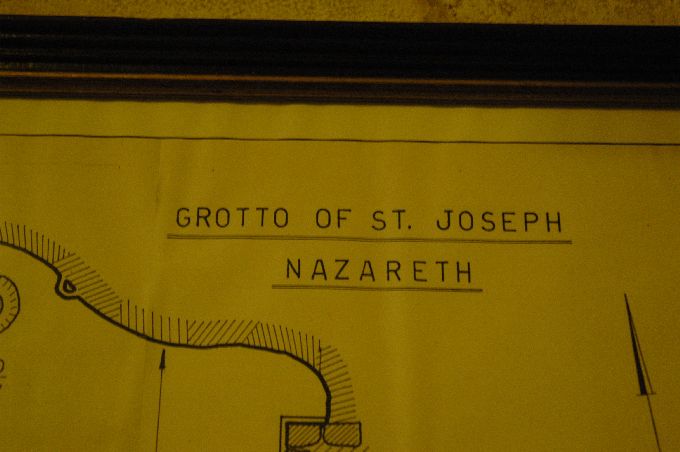 GROTTO OF ST. JOSEPH
NAZARETH